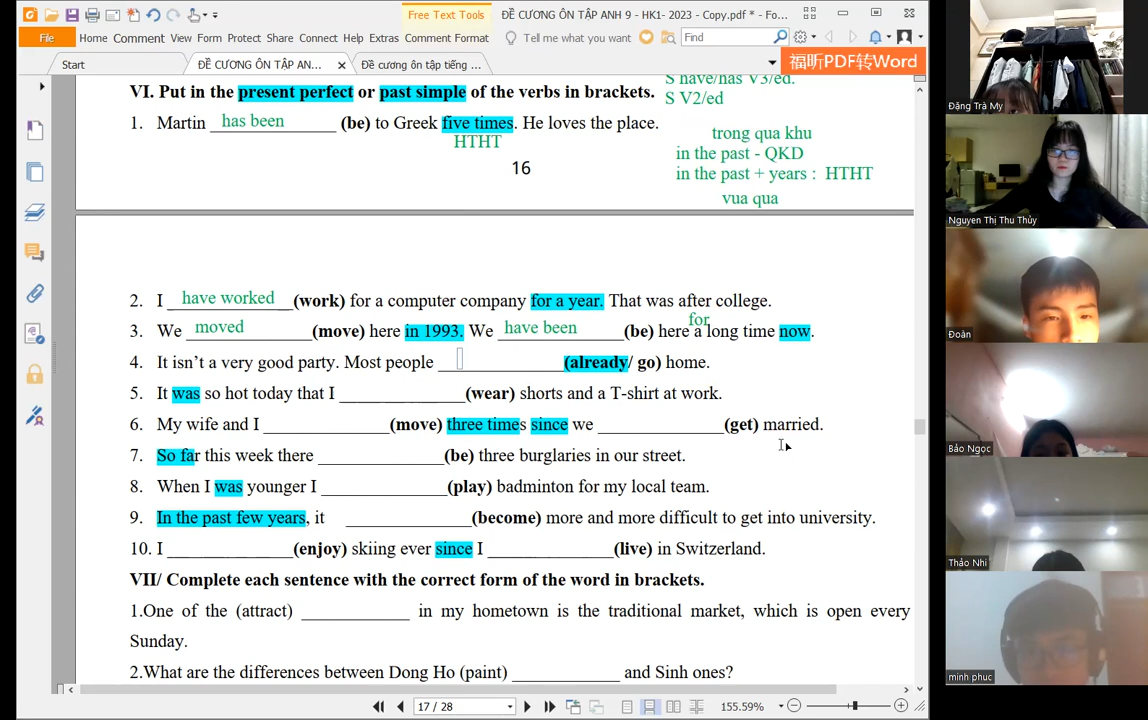 Free Text Tools
ĐỀ CƯƠNG ÔN TẬP ANH 9 - HK1- 2023 - Copy.pdf * - Fo...
File Home Comment View Form Protect Share Connect Help Extras Comment Format Tell me what you want Find
Start ĐỀ CƯƠNG ÔN TẬP AN... Đề cương ôn tập tiếng ... 福昕PDF转Word
S have/has V3/ed.
VI. Put in the present perfect or past simple of the verbs in brackets.
S V2/ed
1. Martin has been (be) to Greek five times. He loves the place.
HTHT
trong qua khu
in the past - QKD
16
in the past + years : HTHT
vua qua
2. I have worked (work) for a computer company for a year. That was after college.
for
3. We moved (move) here in 1993. We have been (be) here a long time now.
4. It isn't a very good party. Most people ____________ (already/ go) home.
5. It was so hot today that I ____________ (wear) shorts and a T-shirt at work.
6. My wife and I ____________ (move) three times since we ____________ (get) married.
7. So far this week there ____________ (be) three burglaries in our street.
8. When I was younger I ____________ (play) badminton for my local team.
9. In the past few years, it ____________ (become) more and more difficult to get into university.
10. I ____________ (enjoy) skiing ever since I ____________ (live) in Switzerland.
VII/ Complete each sentence with the correct form of the word in brackets.
1.One of the (attract) __________ in my hometown is the traditional market, which is open every
Sunday.
2.What are the differences between Dong Ho (paint) __________ and Sinh ones?
17 / 28
155.59%
Đặng Trà My
Nguyen Thị Thu Thủy
Đoàn
Bảo Ngọc
Thảo Nhi
minh phuc